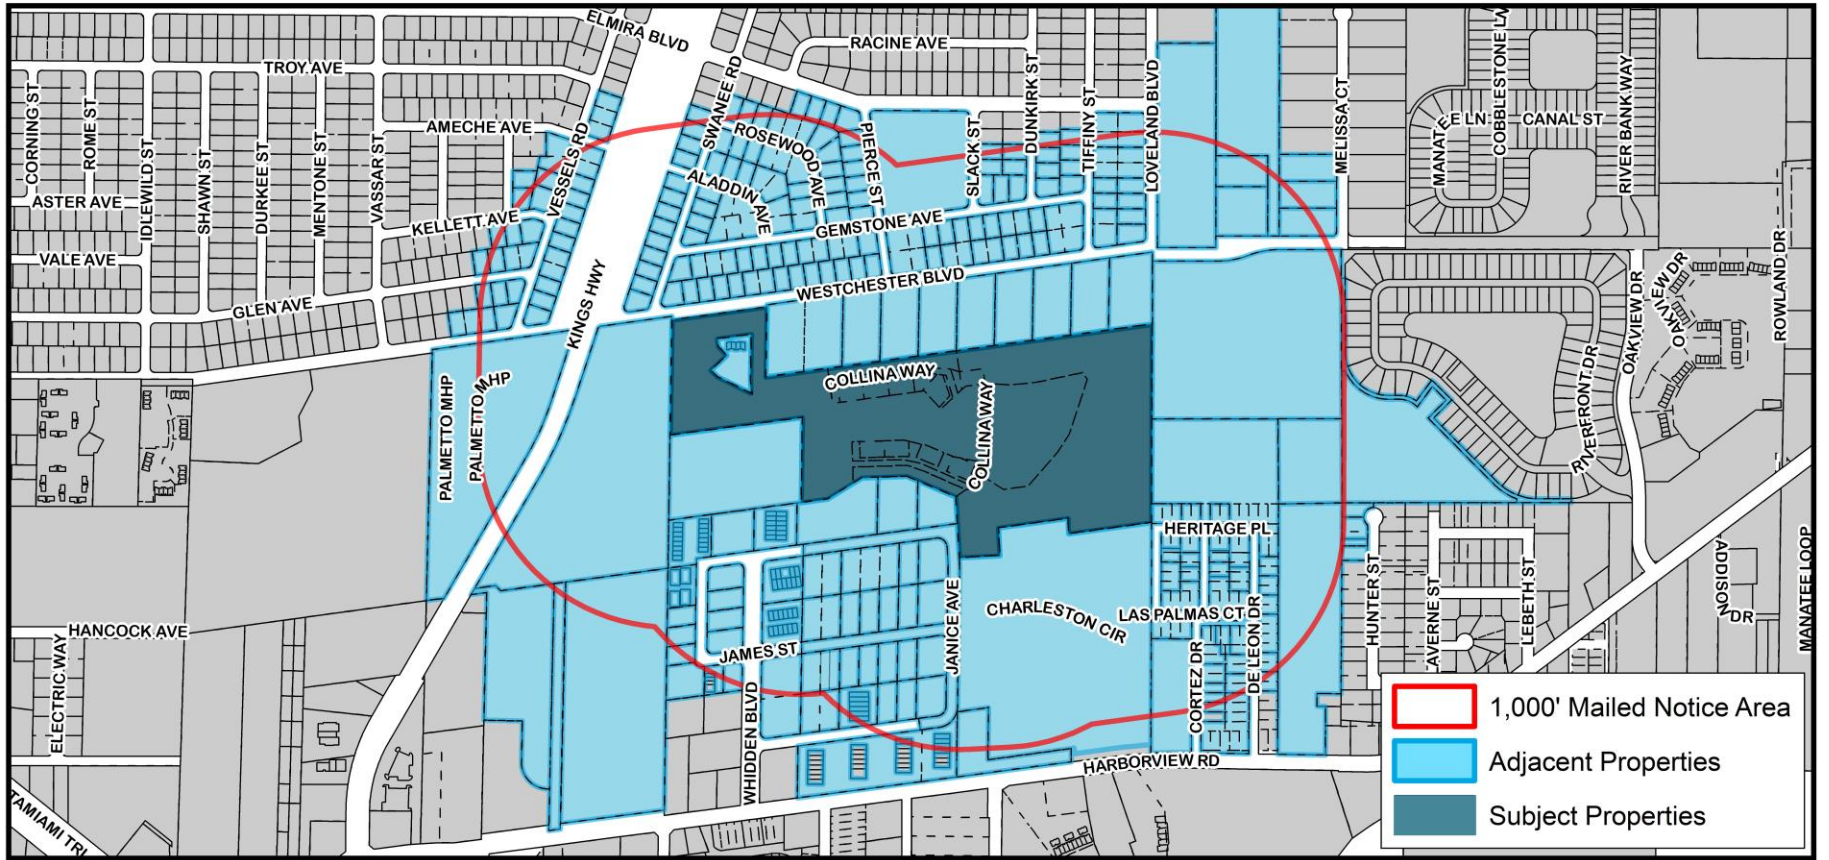 ELMIRA BLVD
RACINE AVE
TROY AVE
SWANEE RD
CORNING ST
ROME ST
IDLEWILD ST
SHAWN ST
DURKEE ST
MENTONE ST
VASSAR ST
AMECHE AVE
VESSELS RD
ROSEWOOD AVE
PIERCE ST
SLACK ST
DUNKIRK ST
TIFFINY ST
LOVELAND BLVD
MELISSA CT
MANATEE LN
COBBLESTONE LN
CANAL ST
RIVER BANK WAY
ASTER AVE
ALADDIN AVE
KELLETT AVE
GEMSTONE AVE
VALE AVE
GLEN AVE
KINGS HWY
WESTCHESTER BLVD
OAKVIEW DR
OAKVIEW DR
ROWLAND DR
PALMETTO MHP
PALMETTO MHP
COLLINA WAY
COLLINA WAY
RIVERFRONT DR
HERITAGE PL
HANCOCK AVE
ELECTRIC WAY
JAMES ST
JANICE AVE
CHARLESTON CIR
LAS PALMAS CT
CORTEZ DR
DE LEON DR
HUNTER ST
LAVERNE ST
LEBETH ST
ADDISON DR
MANATEE LOOP
WHIDDEN BLVD
HARBORVIEW RD
TAMIAMI TRL
1,000' Mailed Notice Area
Adjacent Properties
Subject Properties